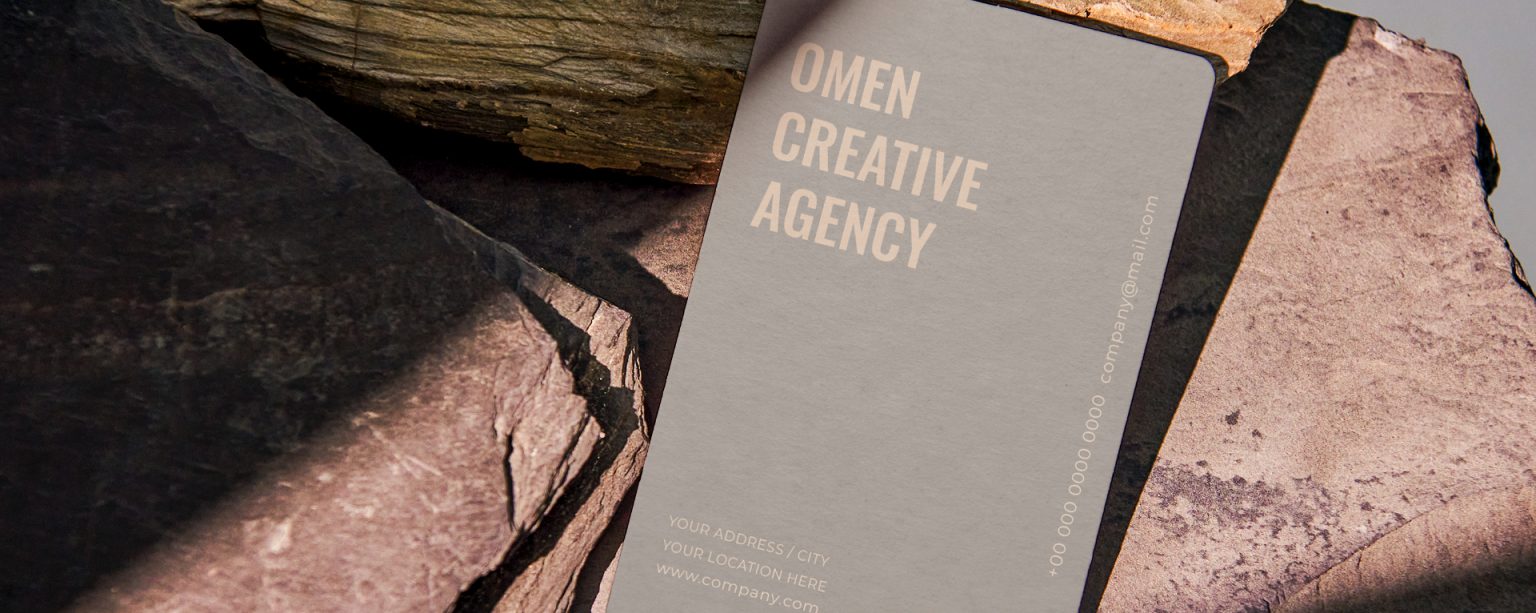 OMEN
CREATIVE
AGENCY
+00 000 0000 0000 company@mail.com
YOUR ADDRESS / CITY
YOUR LOCATION HERE
www.company.com